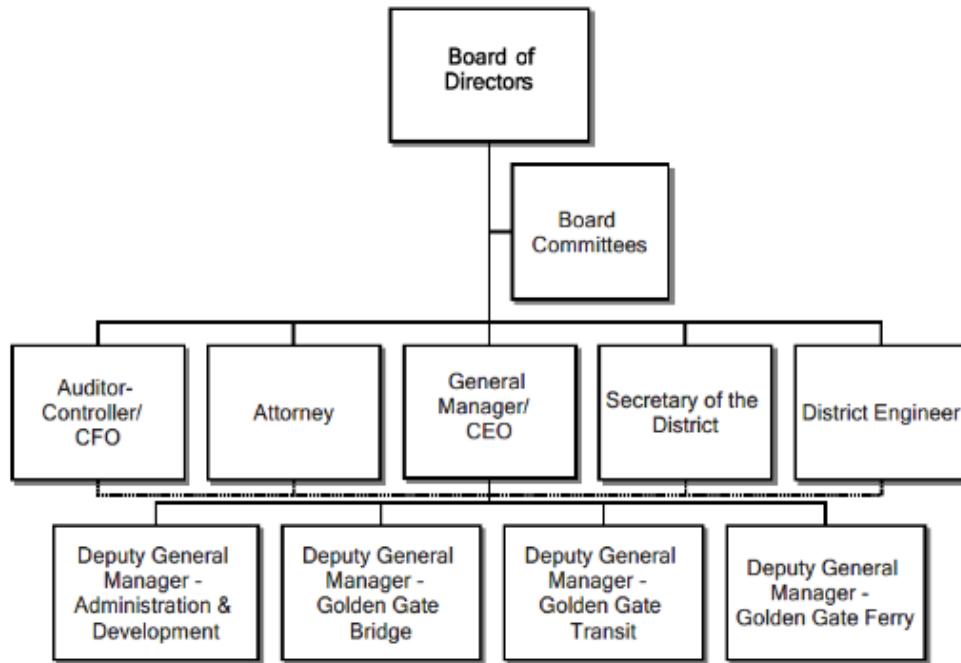 Board of
Directors
Board
Committees
Auditor-
Controller/
CFO
Attorney
General
Manager/
CEO
Secretary of the
District
District Engineer
Deputy General
Manager -
Administration &
Development
Deputy General
Manager -
Golden Gate
Bridge
Deputy General
Manager -
Golden Gate
Transit
Deputy General
Manager -
Golden Gate Ferry